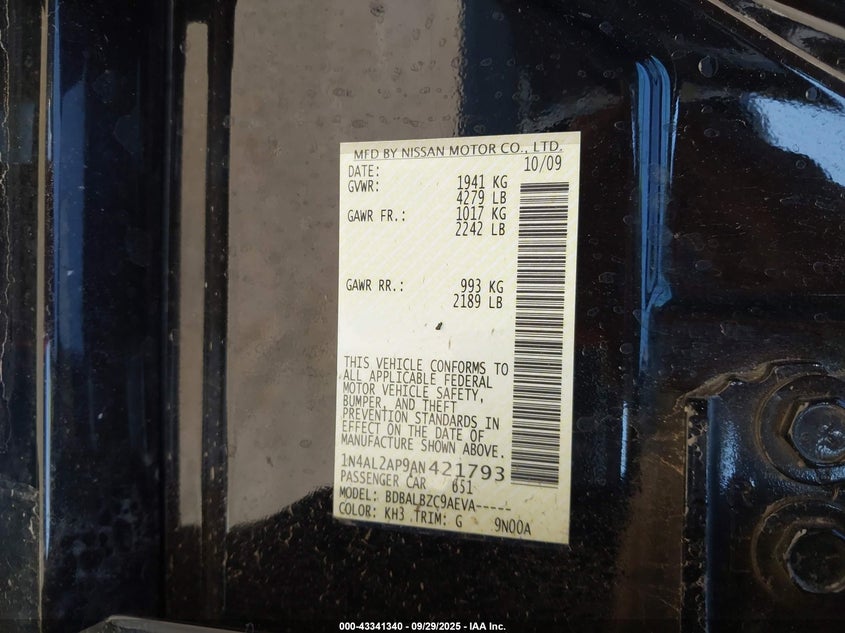 MFD BY NISSAN MOTOR CO., LTD.
DATE: 10/09
GVWR: 1941 KG
4279 LB
GAWR FR.: 1017 KG
2242 LB
GAWR RR.: 993 KG
2189 LB
THIS VEHICLE CONFORMS TO
ALL APPLICABLE FEDERAL
MOTOR VEHICLE SAFETY,
BUMPER, AND THEFT
PREVENTION STANDARDS IN
EFFECT ON THE DATE OF
MANUFACTURE SHOWN ABOVE.
1N4AL2AP9AN421793
PASSENGER CAR 651
MODEL: BDBALBZC9AEVA-----
COLOR: KH3 TRIM: G 9N00A
000-43341340 - 09/29/2025 - IAA Inc.